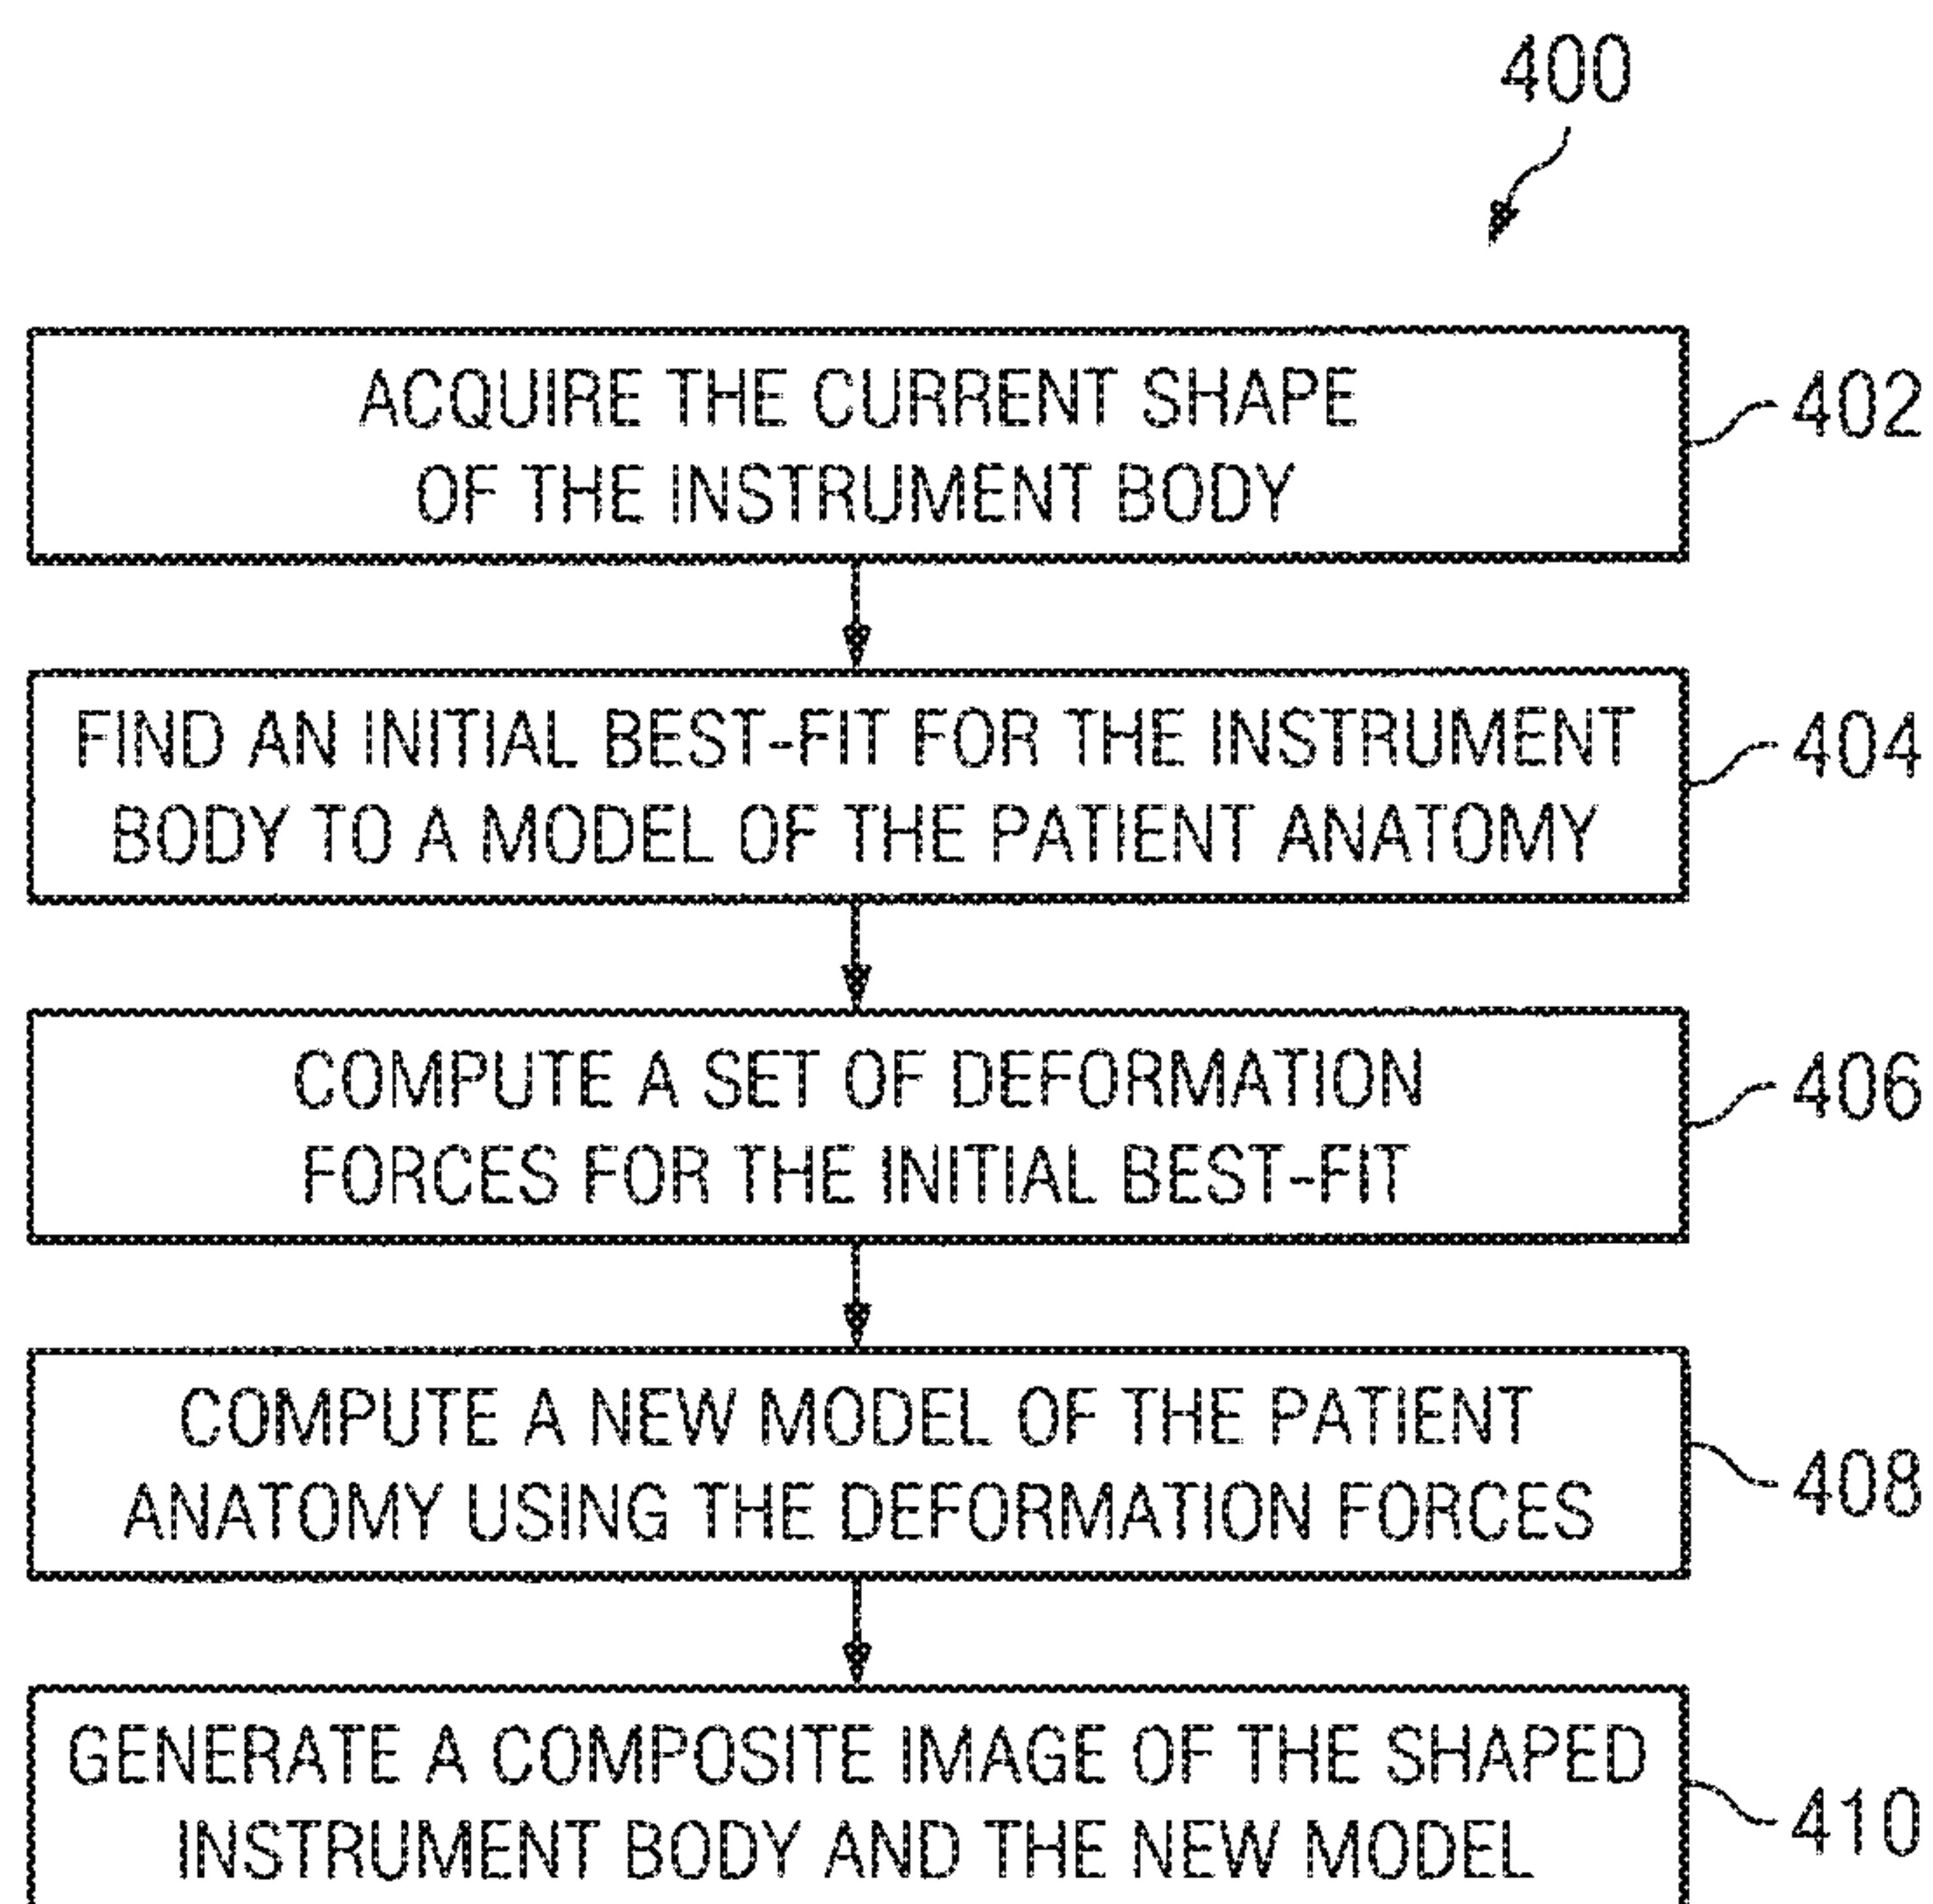 400
ACQUIRE THE CURRENT SHAPE
OF THE INSTRUMENT BODY
402
FIND AN INITIAL BEST-FIT FOR THE INSTRUMENT
BODY TO A MODEL OF THE PATIENT ANATOMY
404
COMPUTE A SET OF DEFORMATION
FORCES FOR THE INITIAL BEST-FIT
406
COMPUTE A NEW MODEL OF THE PATIENT
ANATOMY USING THE DEFORMATION FORCES
408
GENERATE A COMPOSITE IMAGE OF THE SHAPED
INSTRUMENT BODY AND THE NEW MODEL
410